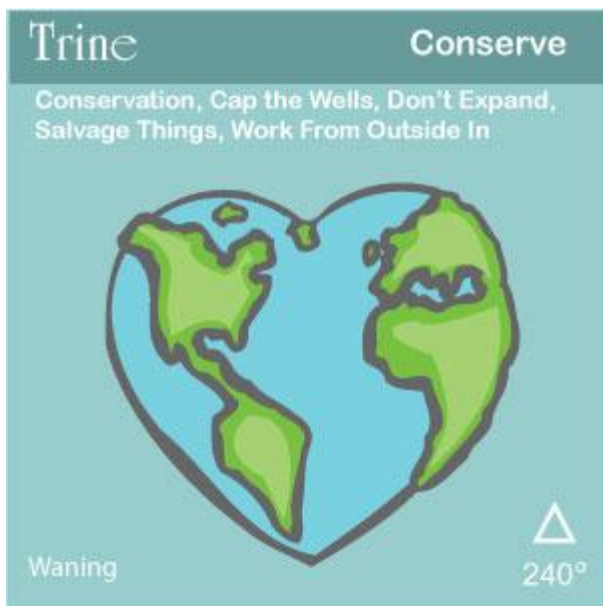 Trine
Conserve
Conservation, Cap the Wells, Don't Expand,
Salvage Things, Work From Outside In
Waning
240°